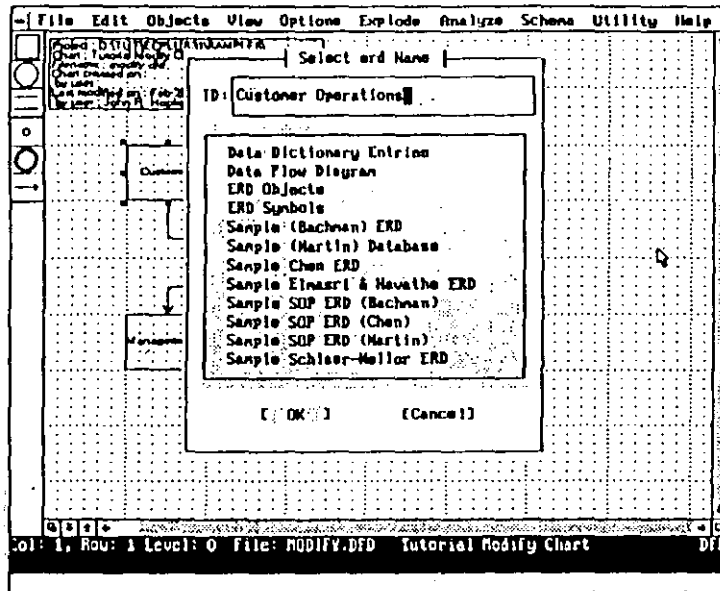 File Edit Objects View Options Explode Analyze Schema Utility Help
Select erd Name
ID: Customer Operations
Data Dictionary Entries
Data Flow Diagram
ERD Objects
ERD Symbols
Sample (Bachman) ERD
Sample (Martin) Database
Sample Chen ERD
Sample Elmasri & Navathe ERD
Sample SOP ERD (Bachman)
Sample SOP ERD (Chen)
Sample SOP ERD (Martin)
Sample Schlaer-Mellor ERD
[ OK ] [Cancel]
Custom
Managem
Col: 1, Row: 1 Level: 0 File: MODIFY.DFD Tutorial Modify Chart DF